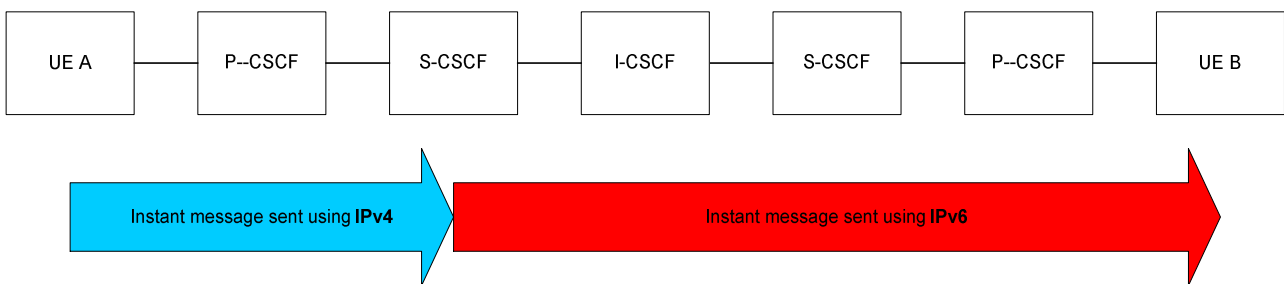 UE A
P--CSCF
S-CSCF
I-CSCF
S-CSCF
P--CSCF
UE B
Instant message sent using IPv4
Instant message sent using IPv6